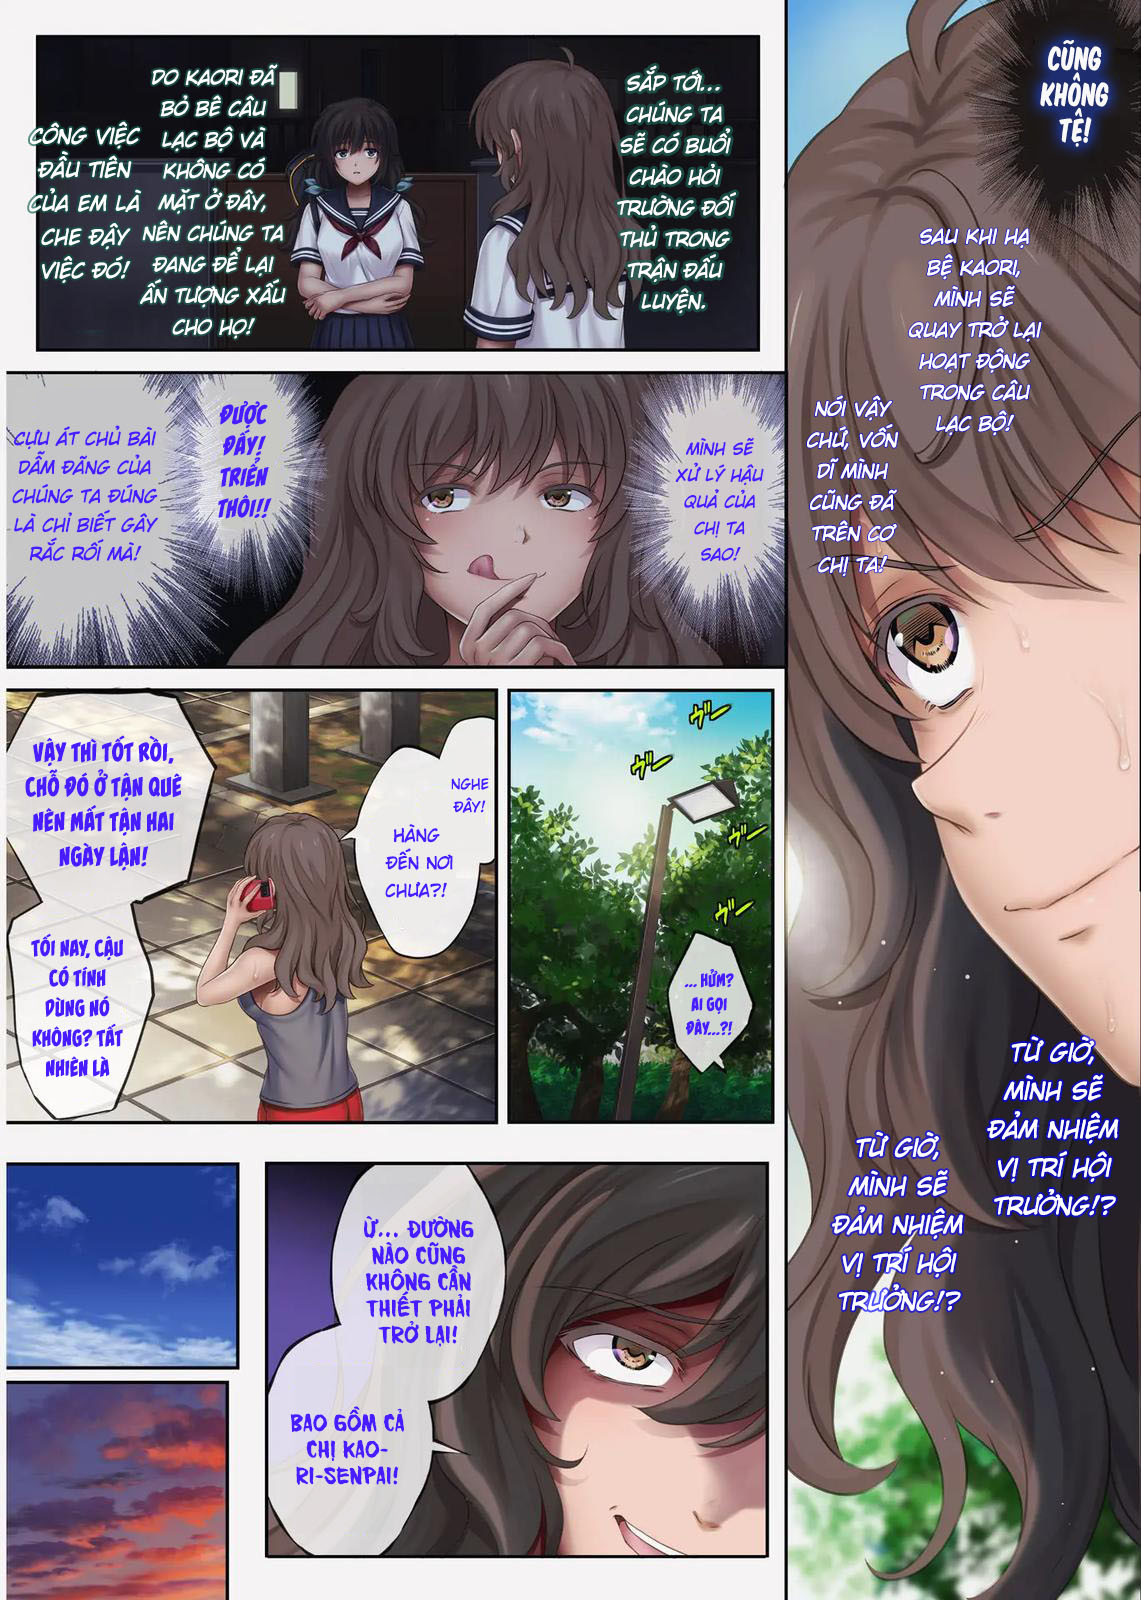 CŨNG
KHÔNG
TỆ!
SAU KHI HẠ
BỆ KAORI,
MÌNH SẼ
QUAY TRỞ LẠI
HOẠT ĐỘNG
TRONG CÂU
LẠC BỘ!
NÓI VẬY
CHỨ, VỐN
DĨ MÌNH
CŨNG ĐÃ
TRÊN CƠ
CHỊ TA!
TỪ GIỜ,
MÌNH SẼ
ĐẢM NHIỆM
VỊ TRÍ HỘI
TRƯỞNG!?
TỪ GIỜ,
MÌNH SẼ
ĐẢM NHIỆM
VỊ TRÍ HỘI
TRƯỞNG!?
SẮP TỚI...
CHÚNG TA
SẼ CÓ BUỔI
CHÀO HỎI
TRƯỜNG ĐỐI
THỦ TRONG
TRẬN ĐẤU
LUYỆN.
DO KAORI ĐÃ
BỎ BÊ CÂU
LẠC BỘ VÀ
KHÔNG CÓ
MẶT Ở ĐÂY,
NÊN CHÚNG TA
ĐANG ĐỂ LẠI
ẤN TƯỢNG XẤU
CHO HỌ!
CÔNG VIỆC
ĐẦU TIÊN
CỦA EM LÀ
CHE ĐẬY
VIỆC ĐÓ!
MÌNH SẼ
XỬ LÝ HẬU
QUẢ CỦA
CHỊ TA
SAO!
ĐƯỢC
ĐẤY!
TRIỂN
THÔI!!
CỰU ÁT CHỦ BÀI
DẪM ĐÃNG CỦA
CHÚNG TA ĐÚNG
LÀ CHỈ BIẾT GÂY
RẮC RỐI MÀ!
ヴー
ヴー
ヴー
ヴー
... HỬM?
AI GỌI
ĐÂY...?!
NGHE
ĐÂY!
HÀNG
ĐẾN NƠI
CHƯA?!
VẬY THÌ TỐT RỒI,
CHỖ ĐÓ Ở TẬN QUÊ
NÊN MẤT TẬN HAI
NGÀY LẬN!
TỐI NAY, CẬU
CÓ TÍNH
DÙNG NÓ
KHÔNG? TẤT
NHIÊN LÀ
Ừ... ĐƯỜNG
NÀO CŨNG
KHÔNG CẦN
THIẾT PHẢI
TRỞ LẠI!
BAO GỒM CẢ
CHỊ KAO-
RI-SENPAI!